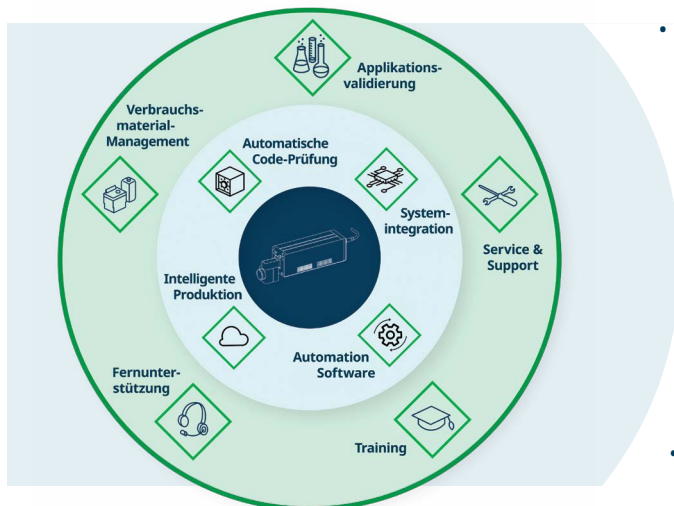 Applikations-
validierung
Verbrauchs-
material-
Management
Automatische
Code-Prüfung
System-
integration
Service &
Support
Intelligente
Produktion
Automation
Software
Fernunter-
stützung
Training